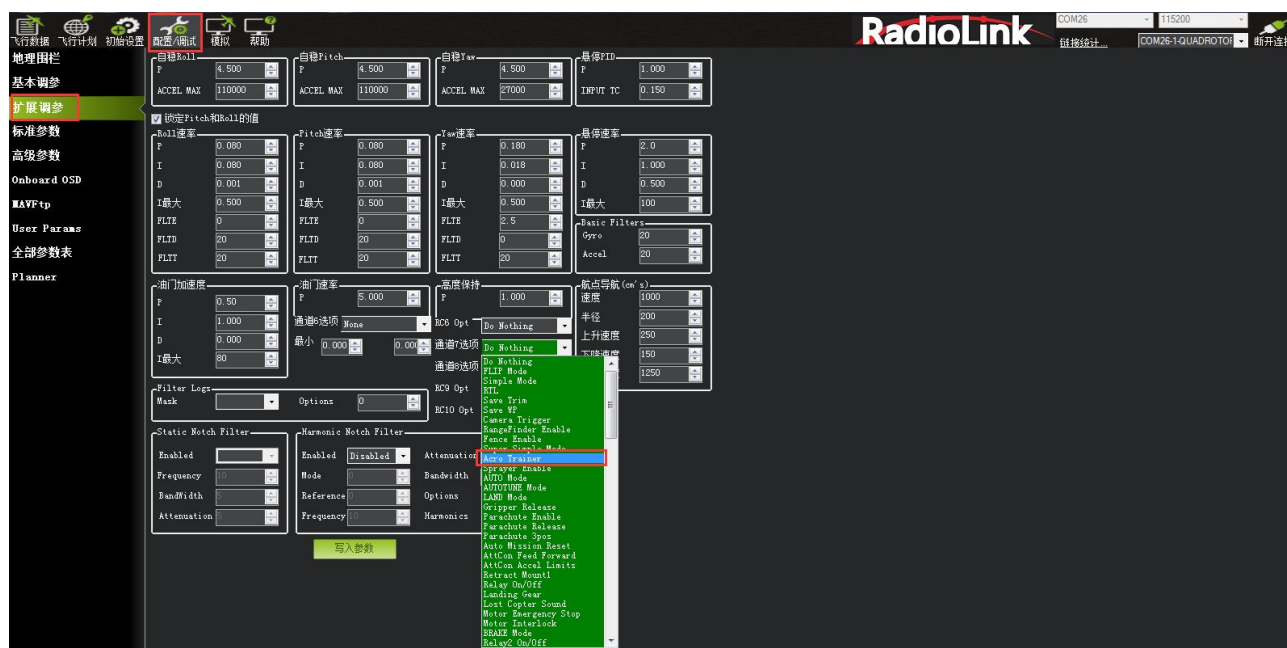 飞行数据 飞行计划 初始设置 配置/调试 模拟 帮助
RadioLink
COM26 115200
链接统计... COM26-1-QUADROTOR 断开连接
地理围栏
基本调参
扩展调参
标准参数
高级参数
Onboard OSD
MAVFtp
User Params
全部参数表
Planner
自稳Roll
P 4.500
ACCEL MAX 110000
自稳Pitch
P 4.500
ACCEL MAX 110000
自稳Yaw
P 4.500
ACCEL MAX 27000
悬停PID
P 1.000
INPUT TC 0.150
锁定Pitch和Roll的值
Roll速率
P 0.080
I 0.080
D 0.001
I最大 0.500
FLTE 0
FLTD 20
FLTT 20
Pitch速率
P 0.080
I 0.080
D 0.001
I最大 0.500
FLTE 0
FLTD 20
FLTT 20
Yaw速率
P 0.180
I 0.018
D 0.000
I最大 0.500
FLTE 2.5
FLTD 0
FLTT 20
悬停速率
P 2.0
I 1.000
D 0.500
I最大 100
Basic Filters
Gyro 20
Accel 20
油门加速度
P 0.50
I 1.000
D 0.000
I最大 80
油门速率
P 5.000
通道6选项 None
最小 0.000 0.000
高度保持
P 1.000
RC6 Opt Do Nothing
通道7选项 Do Nothing
通道8选项
RC9 Opt
RC10 Opt
航点导航(cm's)
速度 1000
半径 200
上升速度 250
下降速度 150
1250
Do Nothing
FLIP Mode
Simple Mode
RTL
Save Trim
Save WP
Camera Trigger
RangeFinder Enable
Fence Enable
Super Simple Mode
Acro Trainer
Sprayer Enable
AUTO Mode
AUTOTUNE Mode
LAND Mode
Gripper Release
Parachute Enable
Parachute Release
Parachute 3pos
Auto Mission Reset
AttCon Feed Forward
AttCon Accel Limits
Retract Mount1
Relay On/Off
Landing Gear
Lost Copter Sound
Motor Emergency Stop
Motor Interlock
BRAKE Mode
Relay2 On/Off
Filter Logs
Mask Options 0
Static Notch Filter
Enabled
Frequency 10
BandWidth 5
Attenuation 5
Harmonic Notch Filter
Enabled Disabled Attenuation
Mode 0 Bandwidth
Reference 0 Options
Frequency 10 Harmonics
写入参数